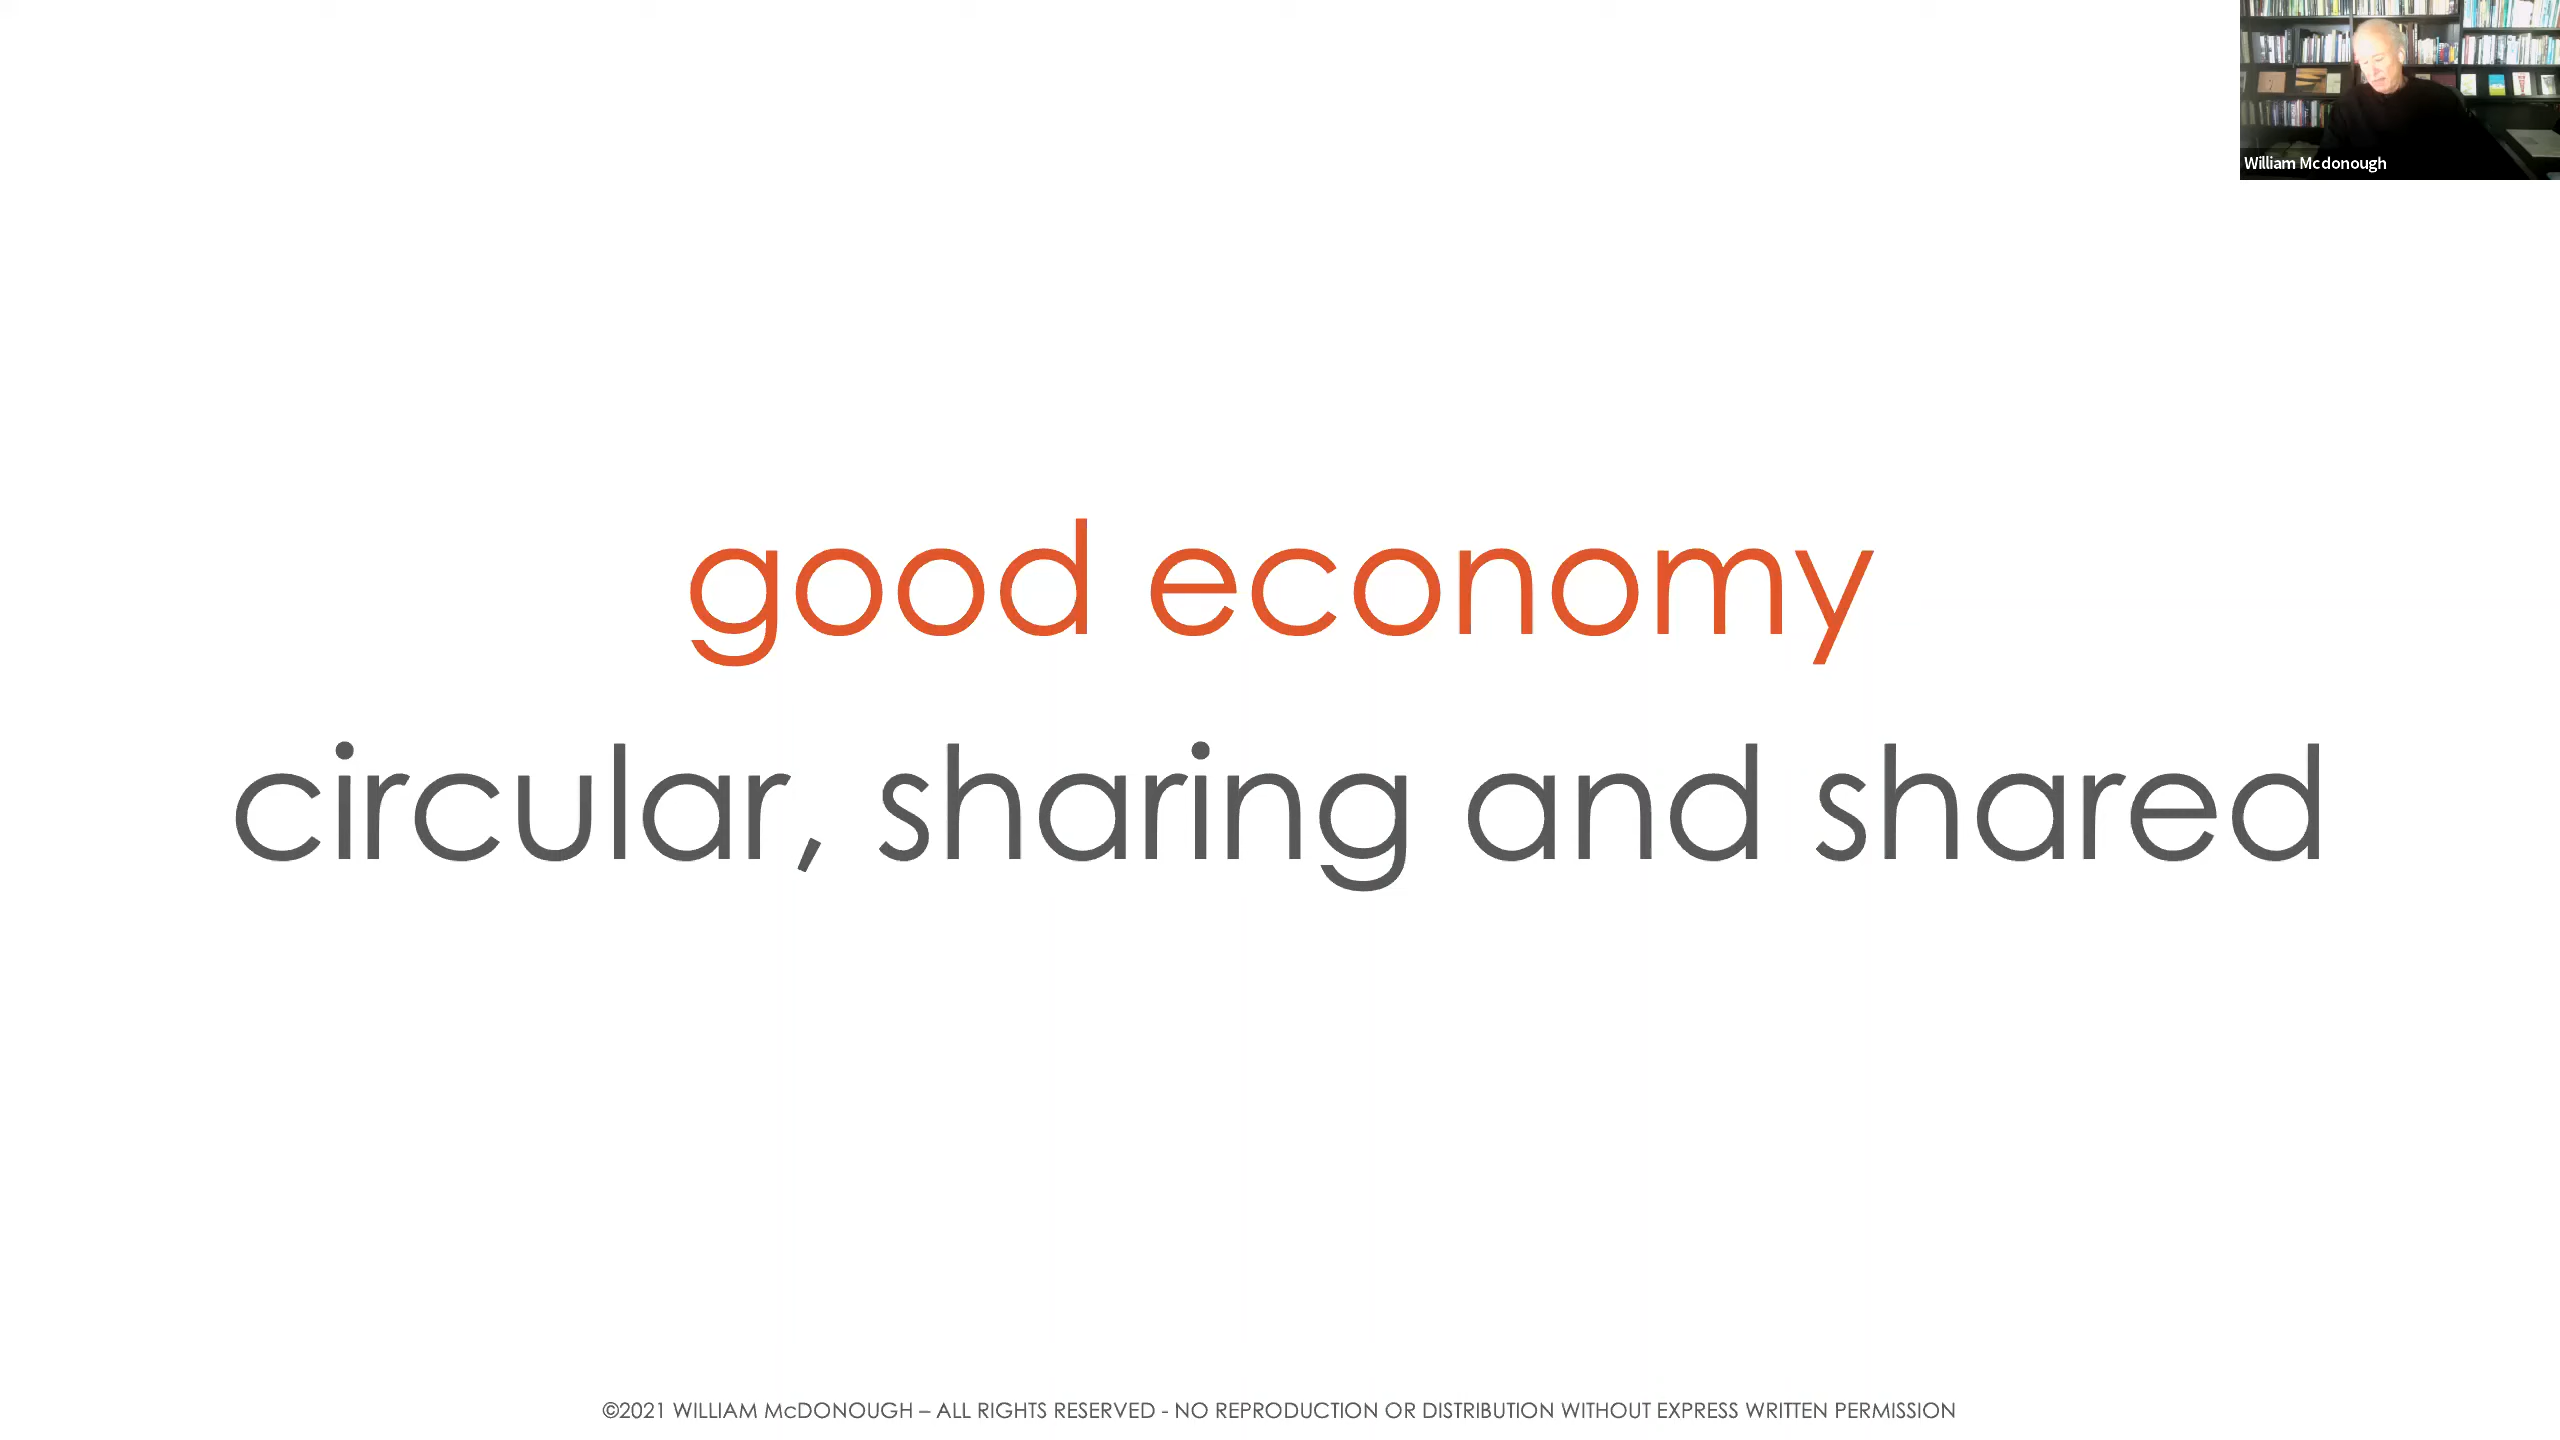 William Mcdonough
good economy
circular, sharing and shared
©2021 WILLIAM McDONOUGH – ALL RIGHTS RESERVED - NO REPRODUCTION OR DISTRIBUTION WITHOUT EXPRESS WRITTEN PERMISSION